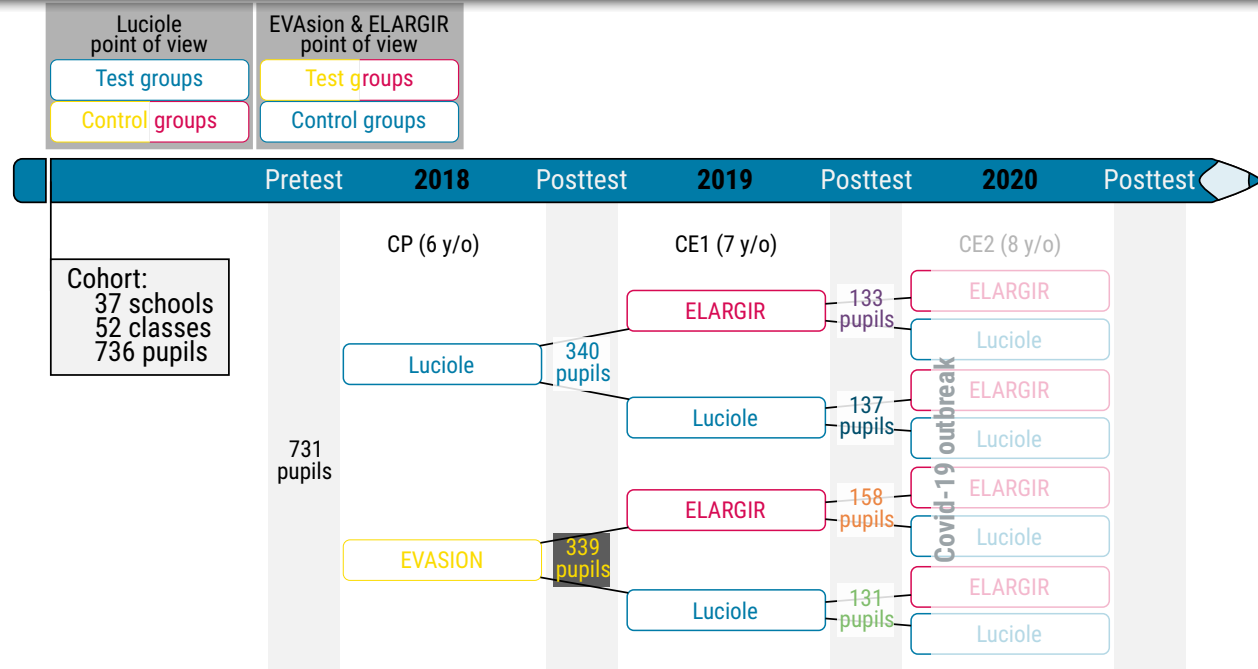 Luciole
point of view
Test groups
Control groups
EVAsion & ELARGIR
point of view
Test groups
Control groups
Pretest 2018 Posttest 2019 Posttest 2020 Posttest
CP (6 y/o) CE1 (7 y/o) CE2 (8 y/o)
Cohort:
37 schools
52 classes
736 pupils
731
pupils
Luciole
EVASION
340
pupils
339
pupils
ELARGIR
Luciole
ELARGIR
Luciole
133
pupils
137
pupils
158
pupils
131
pupils
ELARGIR
Luciole
ELARGIR
Luciole
ELARGIR
Luciole
ELARGIR
Luciole
Covid-19 outbreak